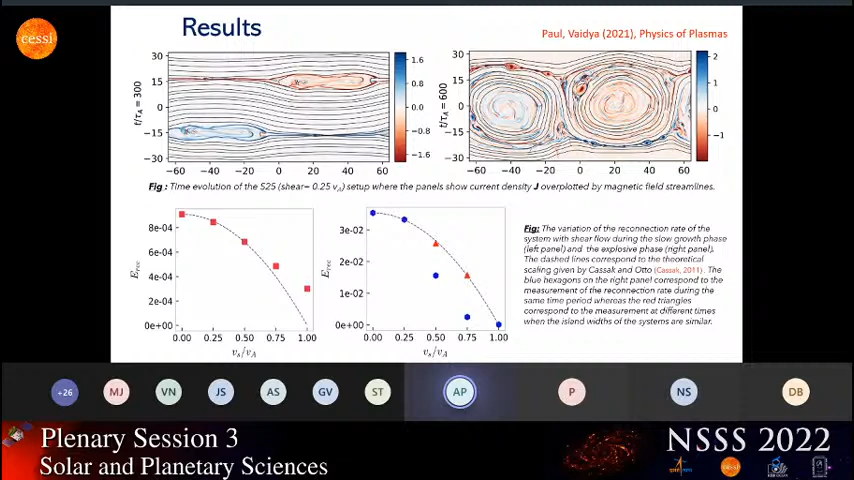 cessi
Results
Paul, Vaidya (2021), Physics of Plasmas
30
15
0
−15
−30
t/τA = 300
−60 −40 −20 0 20 40 60
1.6
0.8
0.0
−0.8
−1.6
30
15
0
−15
−30
t/τA = 600
−60 −40 −20 0 20 40 60
2
1
0
−1
Fig : Time evolution of the S25 (shear= 0.25 vA) setup where the panels show current density J overplotted by magnetic field streamlines.
8e-04
6e-04
4e-04
2e-04
0e+00
Erec
0.00 0.25 0.50 0.75 1.00
vs/vA
3e-02
2e-02
1e-02
0e+00
Erec
0.00 0.25 0.50 0.75 1.00
vs/vA
Fig: The variation of the reconnection rate of the
system with shear flow during the slow growth phase
(left panel) and the explosive phase (right panel).
The dashed lines correspond to the theoretical
scaling given by Cassak and Otto (Cassak, 2011). The
blue hexagons on the right panel correspond to the
measurement of the reconnection rate during the
same time period whereas the red triangles
correspond to the measurement at different times
when the island widths of the systems are similar.
+26 MJ VN JS AS GV ST AP P NS DB
Plenary Session 3
Solar and Planetary Sciences
NSSS 2022